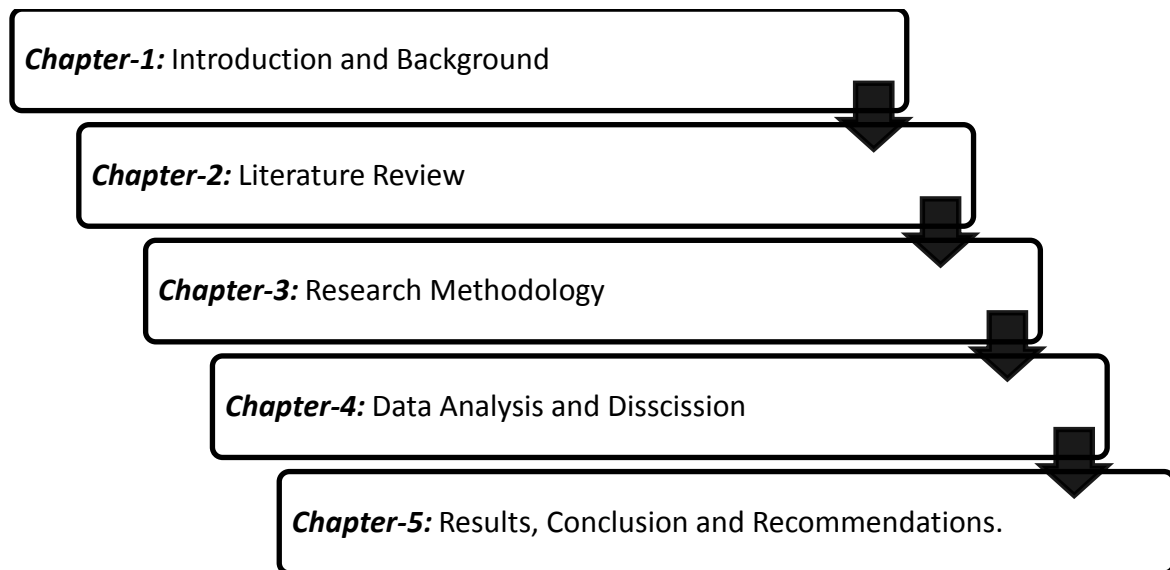 Chapter-1: Introduction and Background
Chapter-2: Literature Review
Chapter-3: Research Methodology
Chapter-4: Data Analysis and Disscission
Chapter-5: Results, Conclusion and Recommendations.